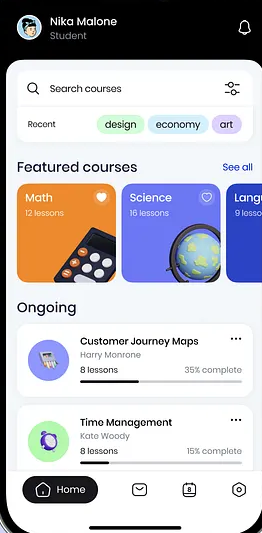 Nika Malone
Student
Search courses
Recent design economy art
Featured courses See all
Math
12 lessons
Science
16 lessons
Langu
9 lesso
Ongoing
Customer Journey Maps
Harry Monrone
8 lessons 35% complete
Time Management
Kate Woody
8 lessons 15% complete
Home
8